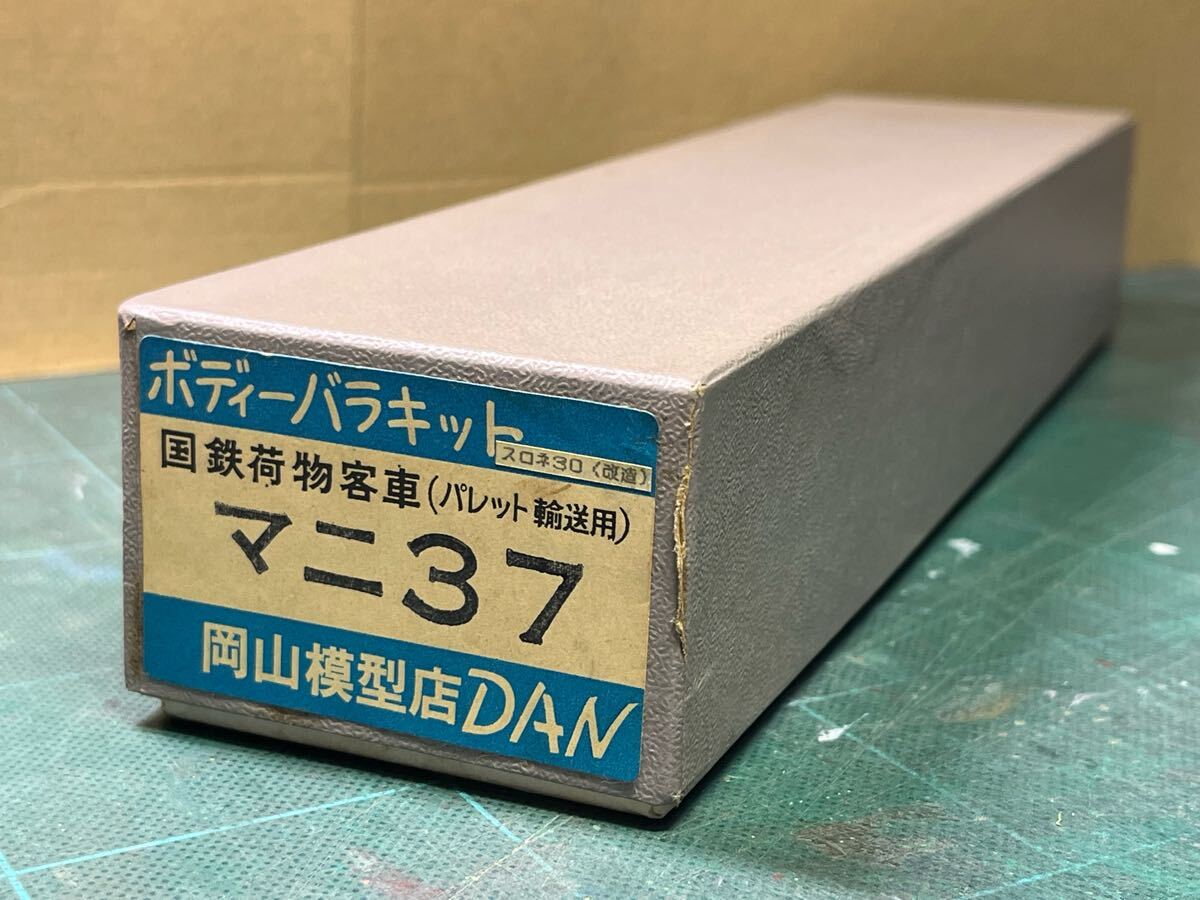 ボディーバラキット
スロネ30(改造)
国鉄荷物客車(パレット輸送用)
マニ37
岡山模型店DAN